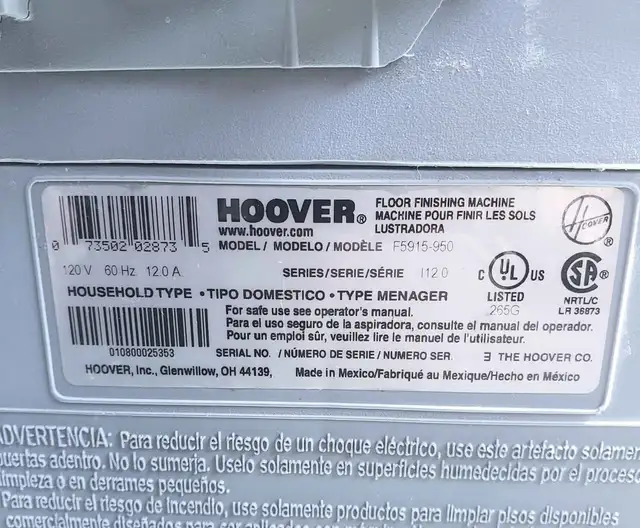 HOOVER®
www.hoover.com
FLOOR FINISHING MACHINE
MACHINE POUR FINIR LES SOLS
LUSTRADORA
HOOVER
®
0 73502 02873 5
MODEL / MODELO / MODÈLE F5915-950
120 V 60 Hz 12.0 A
SERIES/SERIE/SÉRIE I12.0
C UL US
LISTED
265G
SA ®
NRTL/C
LR 36873
HOUSEHOLD TYPE • TIPO DOMESTICO • TYPE MENAGER
For safe use see operator's manual.
Para el uso seguro de la aspiradora, consulte el manual del operador.
Pour un emploi sûr, veuillez lire le manuel de l'utilisateur.
010800025353
SERIAL NO. / NÚMERO DE SERIE / NUMERO SER.
3 THE HOOVER CO.
HOOVER, Inc., Glenwillow, OH 44139,
Made in Mexico/Fabriqué au Mexique/Hecho en México
ADVERTENCIA: Para reducir el riesgo de un choque eléctrico, use este artefacto solamen
puertas adentro. No lo sumerja. Uselo solamente en superficies humedecidas por el proceso
limpieza o en derrames pequeños.
Para reducir el riesgo de incendio, use solamente productos para limpiar pisos disponibles
comercialmente